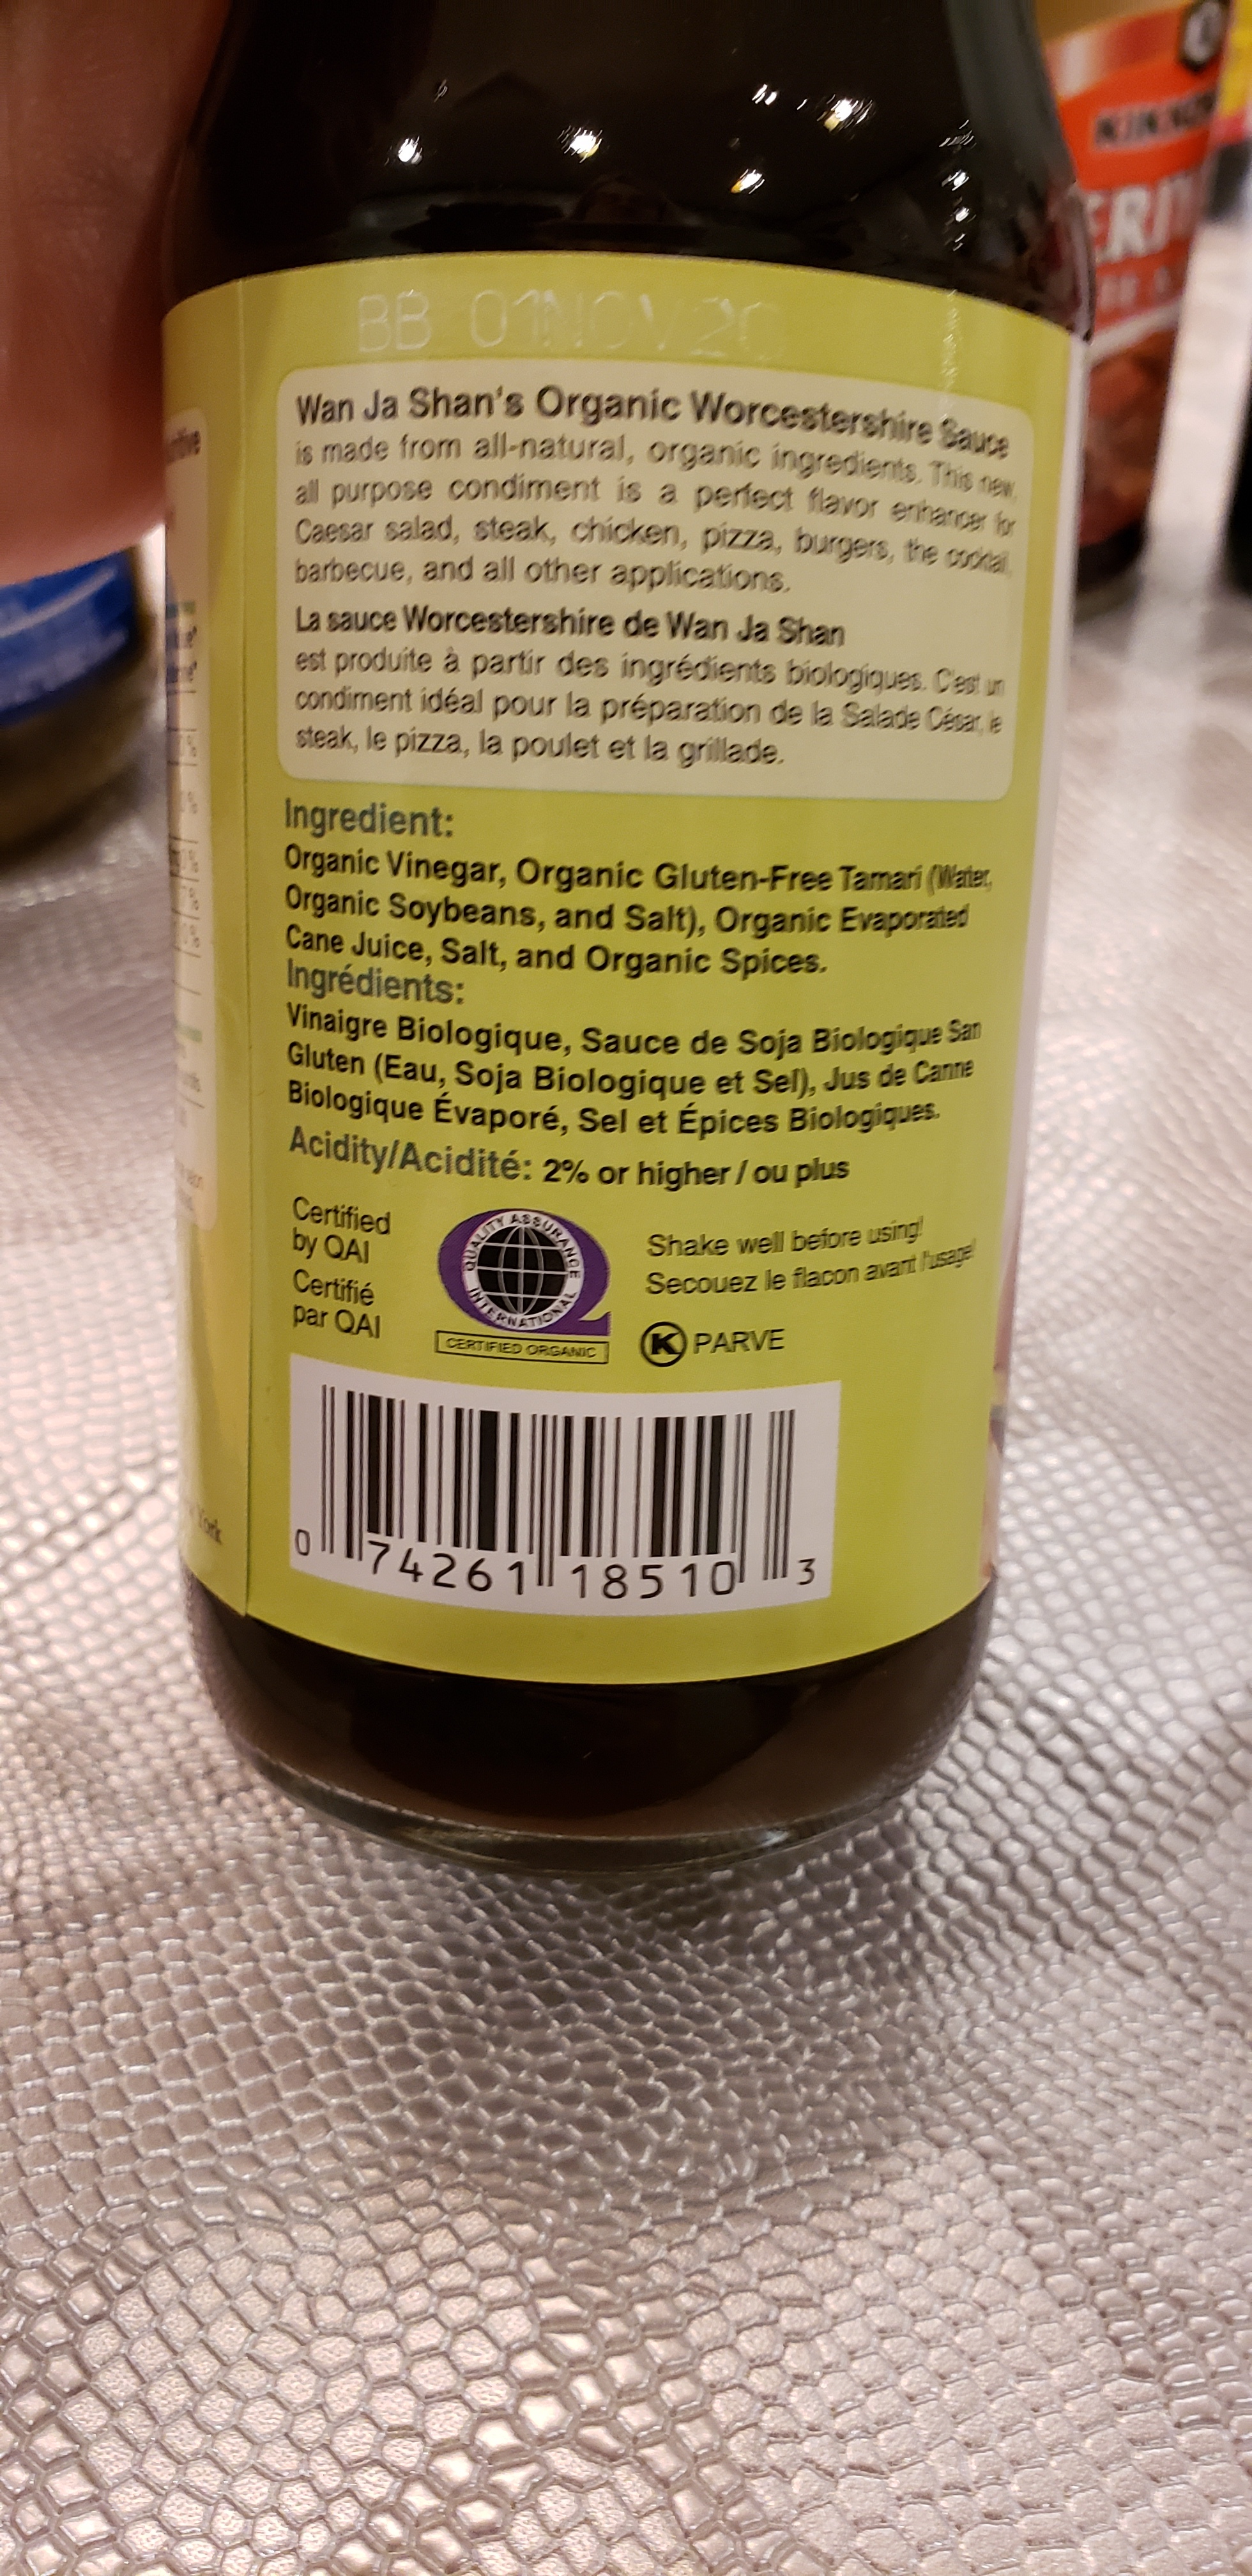 BB 01NOV20
Wan Ja Shan's Organic Worcestershire Sauce
is made from all-natural, organic ingredients. This new
all purpose condiment is a perfect flavor enhancer for
Caesar salad, steak, chicken, pizza, burgers, the cocktail,
barbecue, and all other applications.
La sauce Worcestershire de Wan Ja Shan
est produite à partir des ingrédients biologiques. C'est un
condiment idéal pour la préparation de la Salade César, le
steak, le pizza, la poulet et la grillade.
Ingredient:
Organic Vinegar, Organic Gluten-Free Tamari (Water,
Organic Soybeans, and Salt), Organic Evaporated
Cane Juice, Salt, and Organic Spices.
Ingrédients:
Vinaigre Biologique, Sauce de Soja Biologique San
Gluten (Eau, Soja Biologique et Sel), Jus de Canne
Biologique Évaporé, Sel et Épices Biologiques.
Acidity/Acidité: 2% or higher / ou plus
Certified
by QAI
Certifié
par QAI
QUALITY ASSURANCE
INTERNATIONAL
CERTIFIED ORGANIC
Shake well before using!
Secouez le flacon avant l'usage!
K PARVE
0 74261 18510 3
York